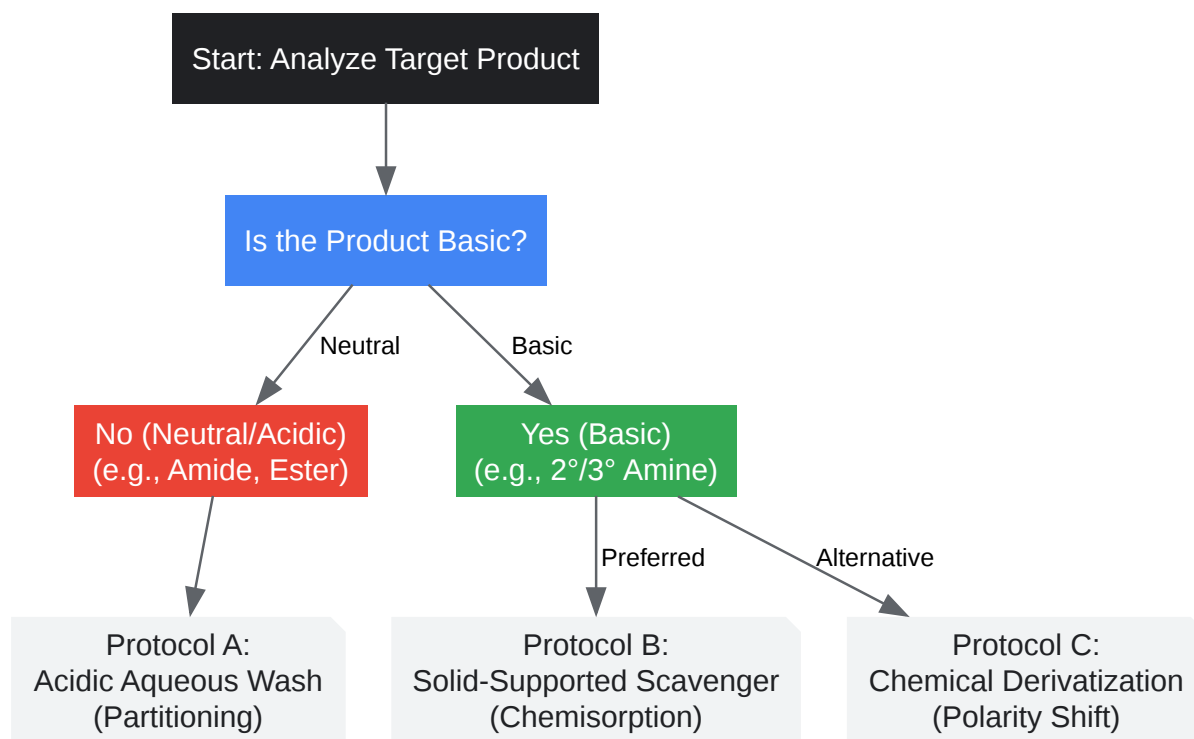 Start: Analyze Target Product
Is the Product Basic?
Neutral
Basic
No (Neutral/Acidic)
(e.g., Amide, Ester)
Yes (Basic)
(e.g., 2°/3° Amine)
Preferred
Alternative
Protocol A:
Acidic Aqueous Wash
(Partitioning)
Protocol B:
Solid-Supported Scavenger
(Chemisorption)
Protocol C:
Chemical Derivatization
(Polarity Shift)